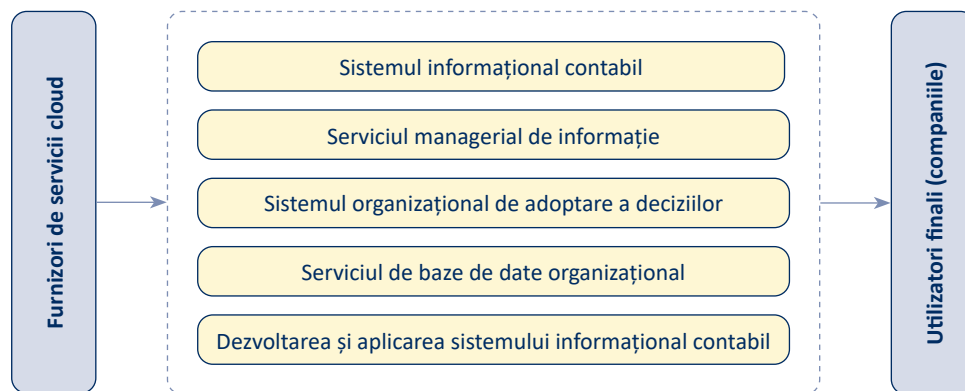 Furnizori de servicii cloud
Sistemul informațional contabil
Serviciul managerial de informație
Sistemul organizațional de adoptare a deciziilor
Serviciul de baze de date organizațional
Dezvoltarea și aplicarea sistemului informațional contabil
Utilizatori finali (companiile)